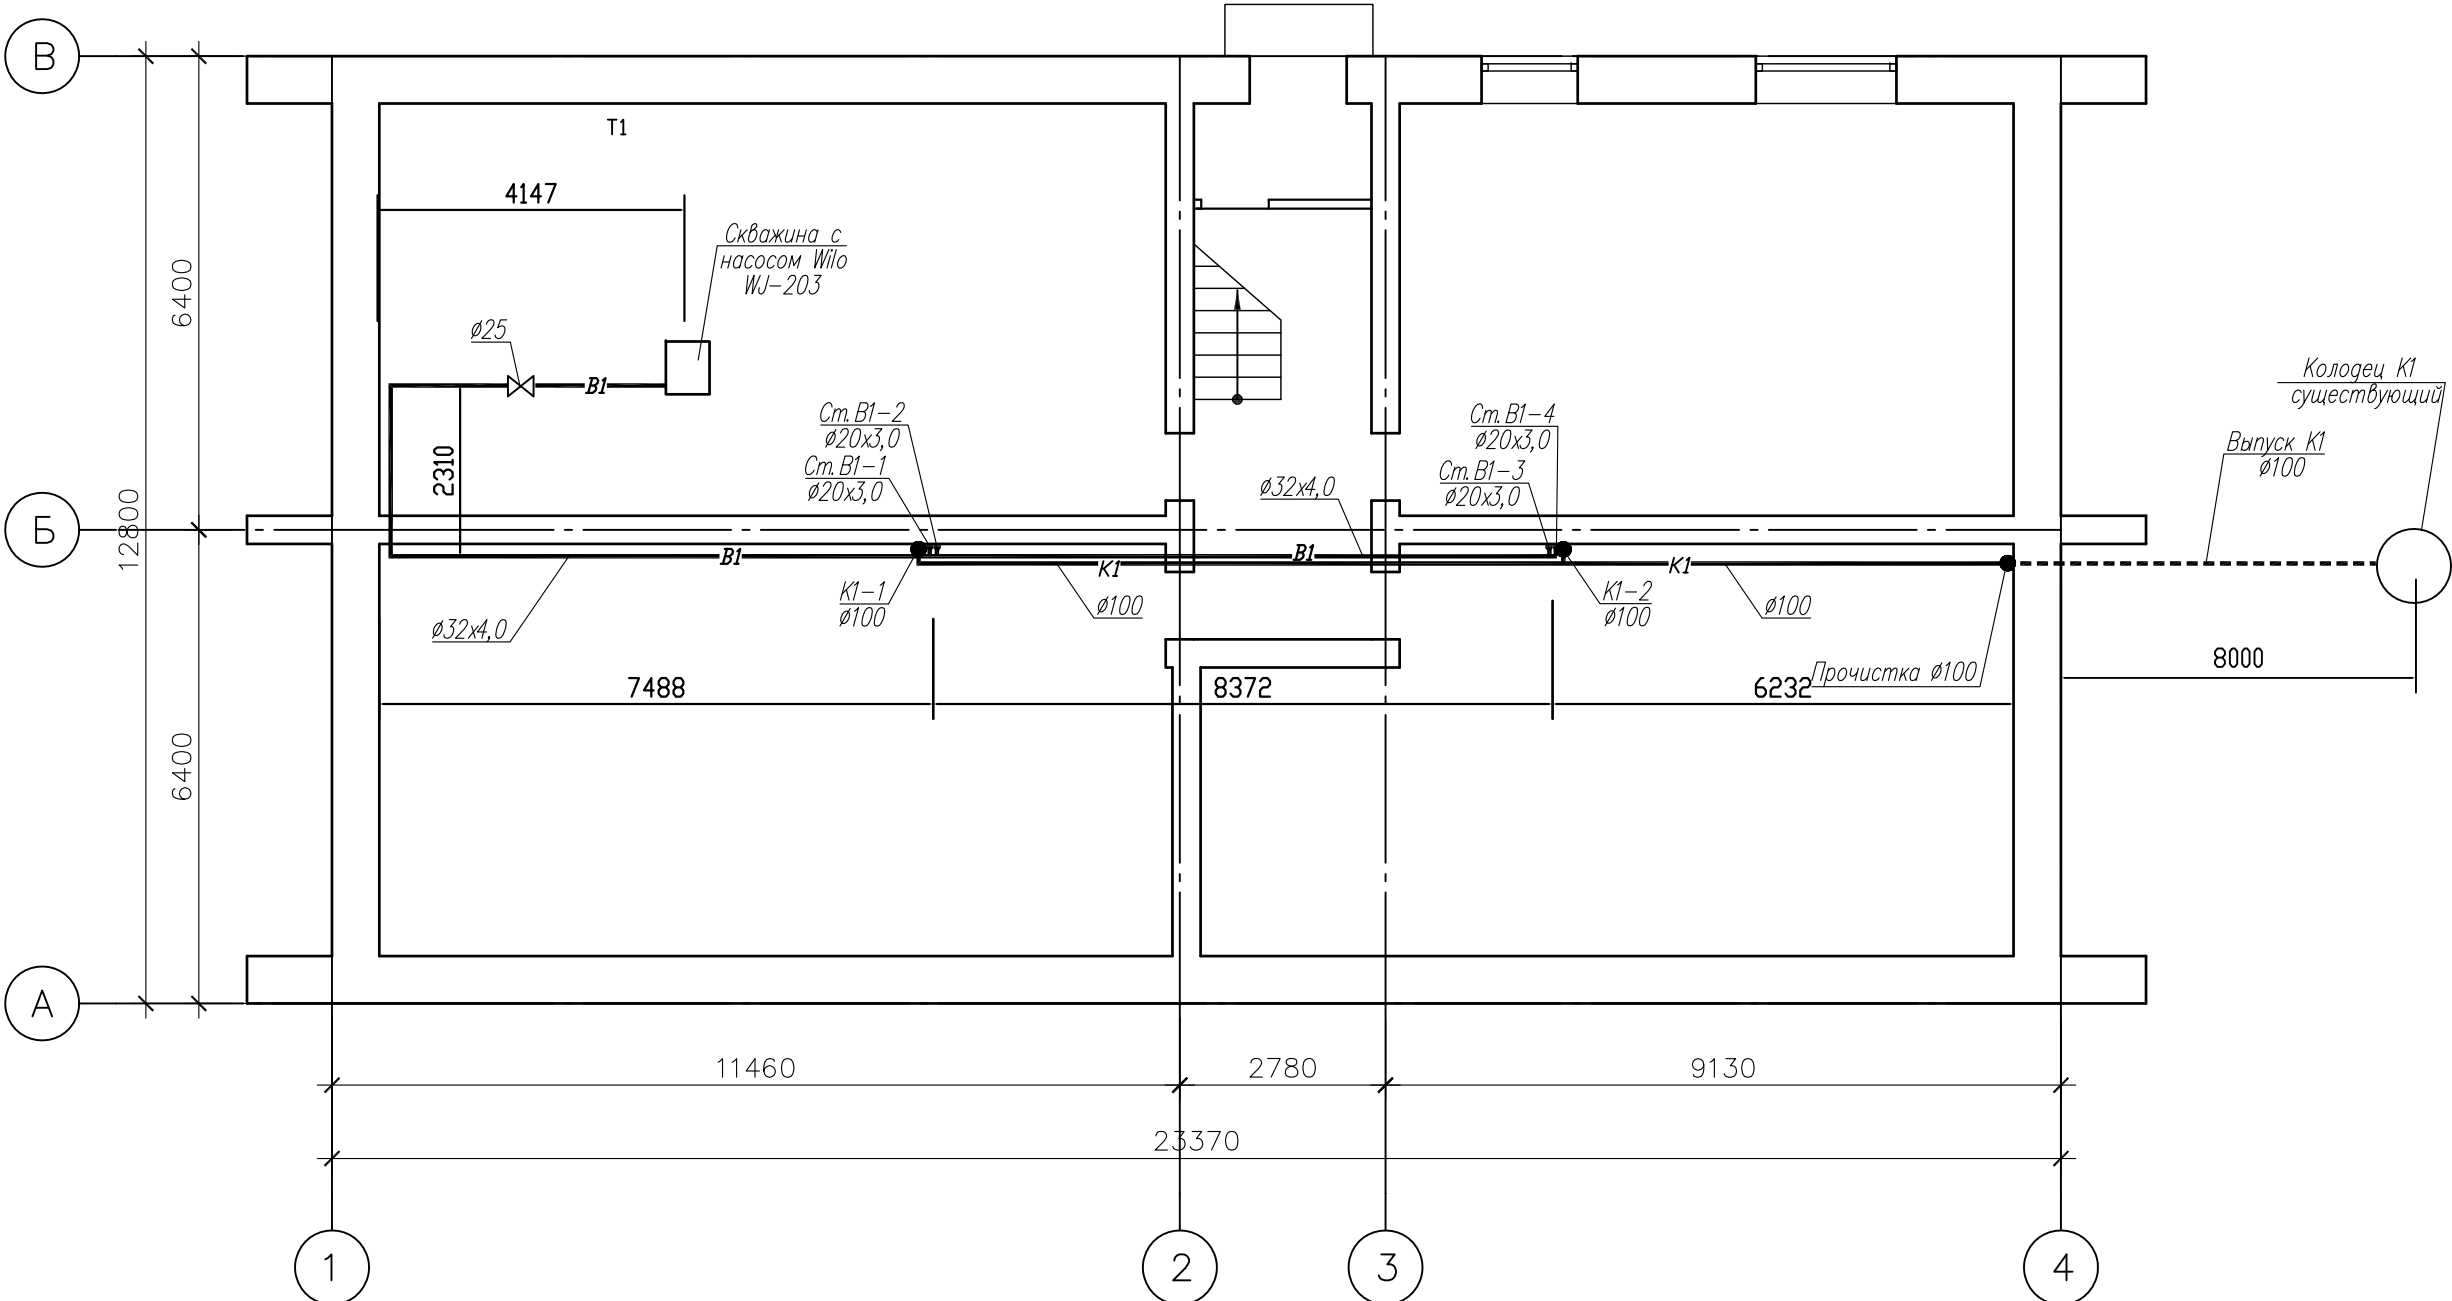 В
Т1
4147
Скважина с
насосом Wilo
WJ-203
6400
ø25
В1
Колодец К1
существующий
Ст.В1-2
ø20х3,0
Ст.В1-4
ø20х3,0
Выпуск К1
ø100
2310
Ст.В1-1
ø20х3,0
ø32х4,0
Ст.В1-3
ø20х3,0
12800
Б
В1
В1
К1
К1
К1-1
ø100
ø100
К1-2
ø100
ø100
ø32х4,0
8000
Прочистка ø100
7488
8372
6232
6400
А
11460
2780
9130
23370
1
2
3
4